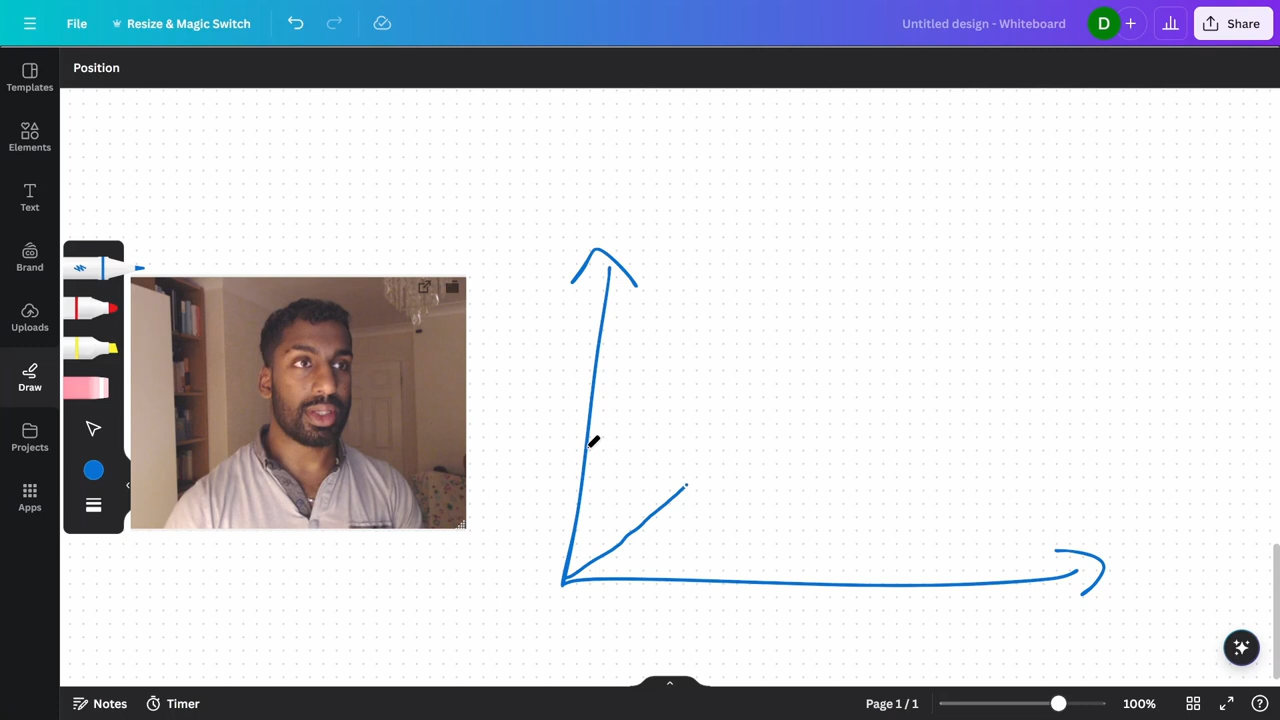 File
Resize & Magic Switch
Untitled design - Whiteboard
D
+
Share
Position
Templates
Elements
T
Text
CO
Brand
Uploads
Draw
Projects
Apps
Notes
Timer
Page 1 / 1
100%
?